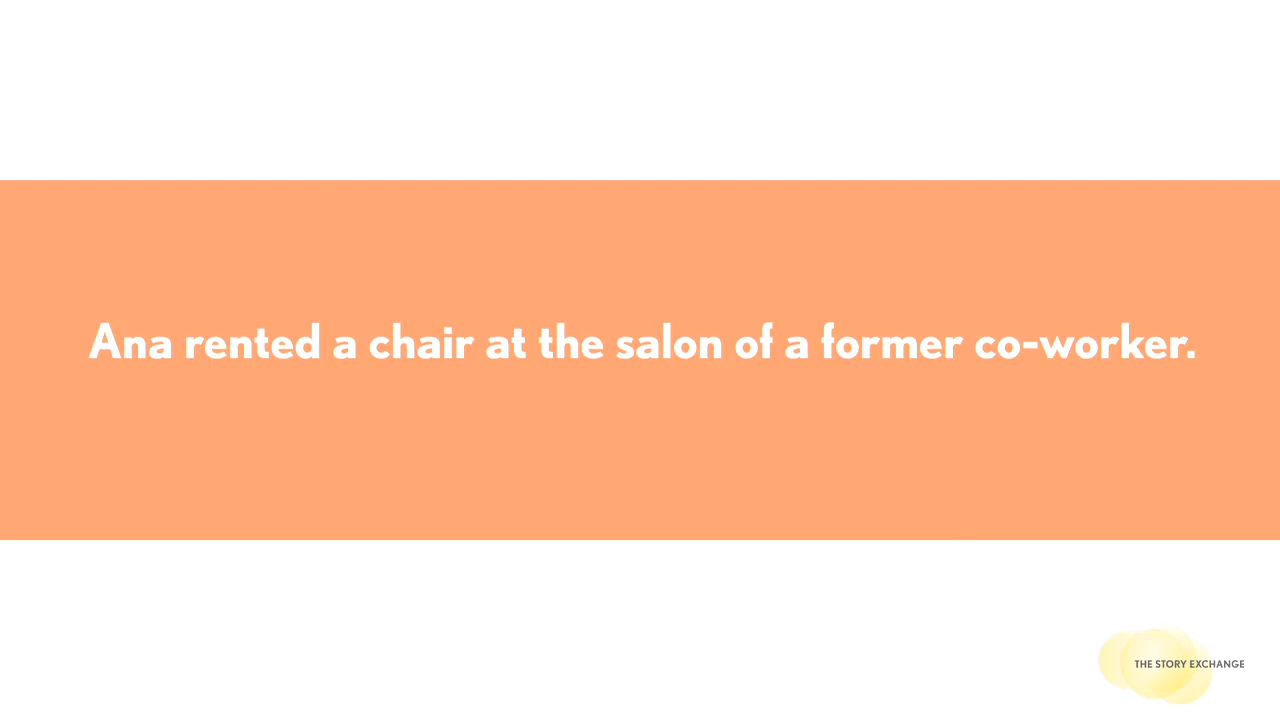 Ana rented a chair at the salon of a former co-worker.
THE STORY EXCHANGE